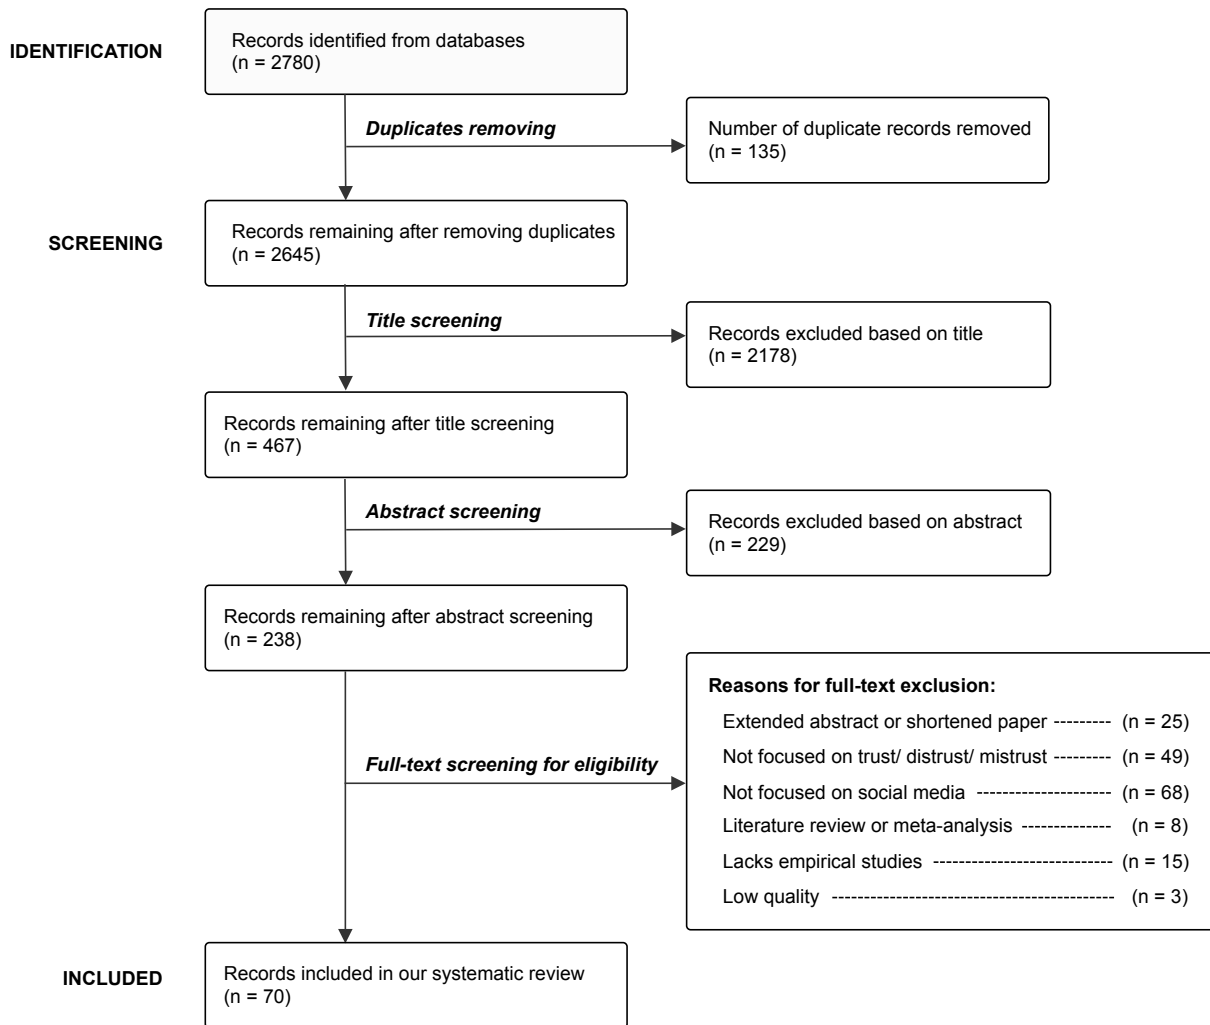 IDENTIFICATION
Records identified from databases
(n = 2780)
Duplicates removing
Number of duplicate records removed
(n = 135)
SCREENING
Records remaining after removing duplicates
(n = 2645)
Title screening
Records excluded based on title
(n = 2178)
Records remaining after title screening
(n = 467)
Abstract screening
Records excluded based on abstract
(n = 229)
Records remaining after abstract screening
(n = 238)
Full-text screening for eligibility
Reasons for full-text exclusion:
Extended abstract or shortened paper --------- (n = 25)
Not focused on trust/ distrust/ mistrust --------- (n = 49)
Not focused on social media -------------------- (n = 68)
Literature review or meta-analysis -------------- (n = 8)
Lacks empirical studies ---------------------------- (n = 15)
Low quality -------------------------------------------- (n = 3)
INCLUDED
Records included in our systematic review
(n = 70)